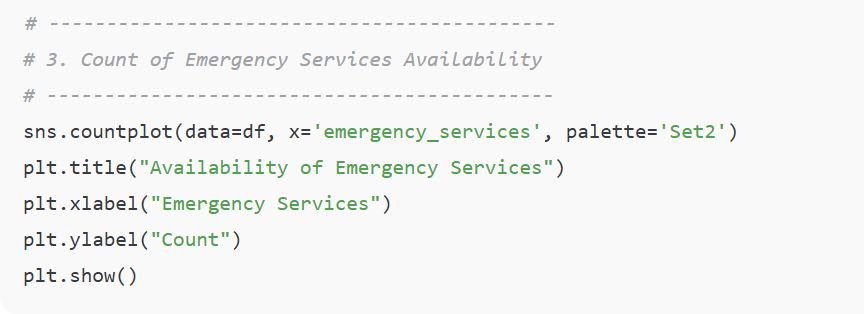 # --------------------------------------------
# 3. Count of Emergency Services Availability
# --------------------------------------------
sns.countplot(data=df, x='emergency_services', palette='Set2')
plt.title("Availability of Emergency Services")
plt.xlabel("Emergency Services")
plt.ylabel("Count")
plt.show()